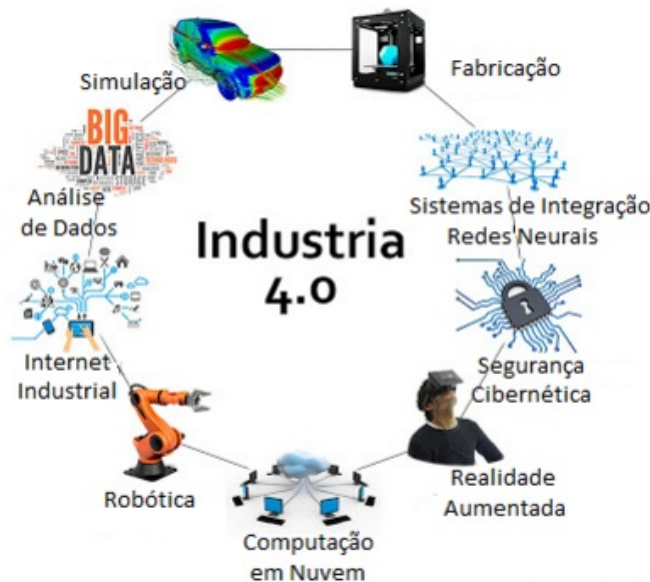 Simulação
Fabricação
BIG
DATA
Análise
de Dados
Sistemas de Integração
Redes Neurais
Industria
4.0
Internet
Industrial
Segurança
Cibernética
Robótica
Realidade
Aumentada
Computação
em Nuvem